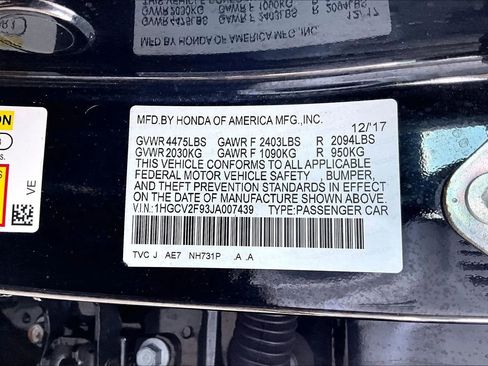 MFD.BY HONDA OF AMERICA MFG.,INC.
12/'17
GVWR 4475LBS GAWR F 2403LBS R 2094LBS
GVWR 2030KG GAWR F 1090KG R 950KG
THIS VEHICLE CONFORMS TO ALL APPLICABLE
FEDERAL MOTOR VEHICLE SAFETY , BUMPER,
AND THEFT PREVENTION STANDARDS IN EFFECT
ON THE DATE OF MANUFACTURE SHOWN ABOVE.
V.I.N.: 1HGCV2F93JA007439 TYPE:PASSENGER CAR
TVC J AE7 NH731P .A .A
VE